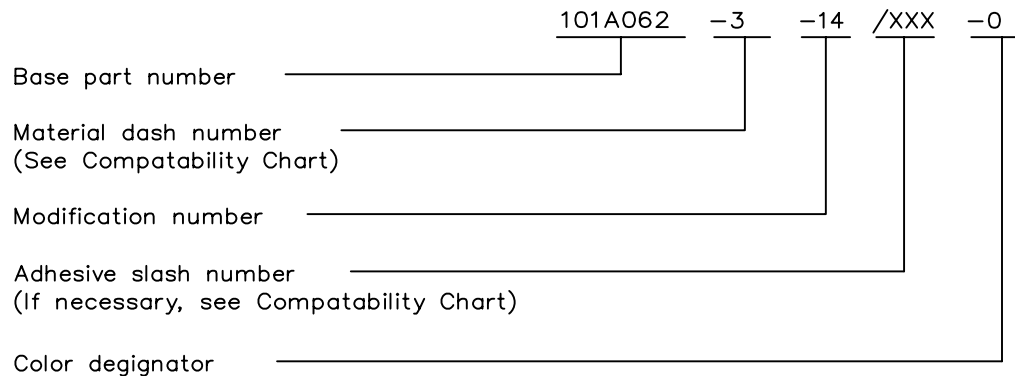 101A062 -3 -14 /XXX -0
Base part number
Material dash number
(See Compatability Chart)
Modification number
Adhesive slash number
(If necessary, see Compatability Chart)
Color degignator